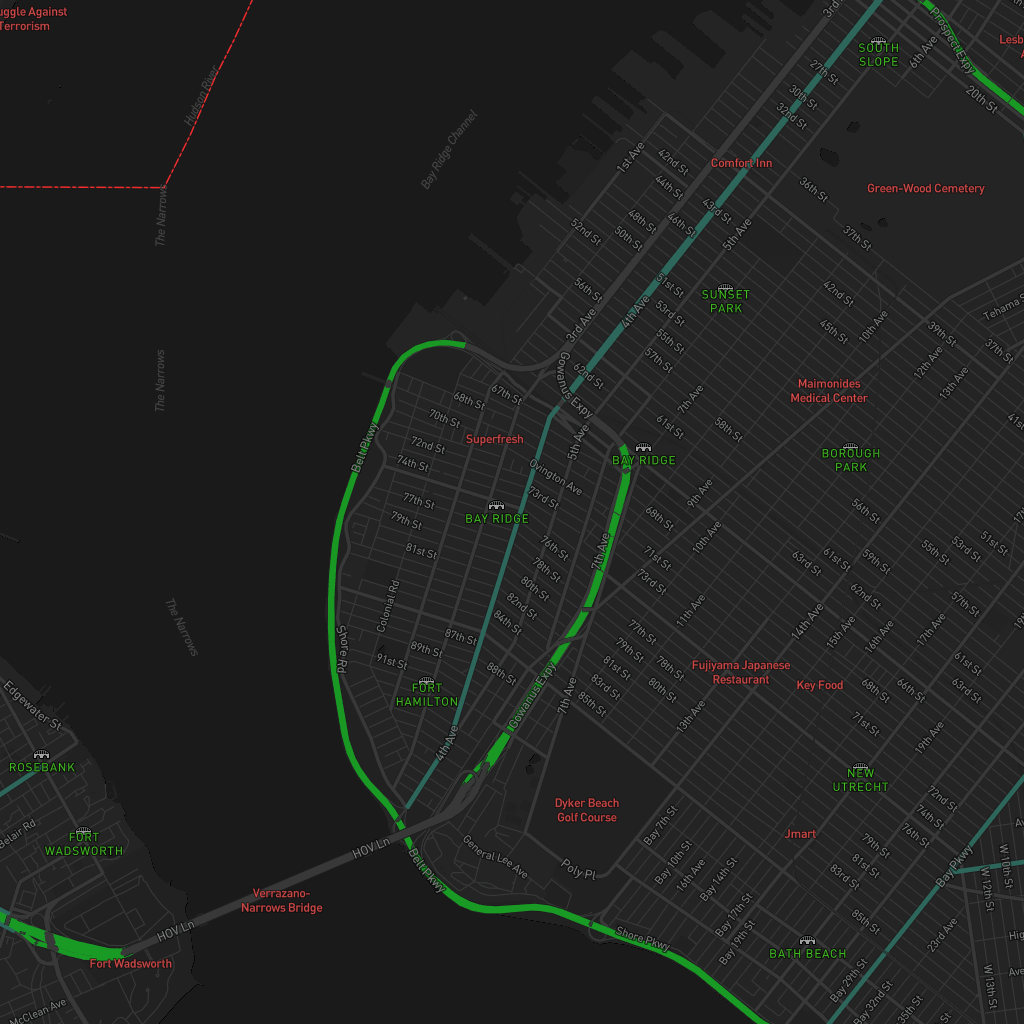 uggle Against
Terrorism
Hudson River
Bay Ridge Channel
The Narrows
The Narrows
The Narrows
3rd
SOUTH
SLOPE
6th Ave
Prospect Expy
20th St
27th St
30th St
32nd St
Comfort Inn
Green-Wood Cemetery
1st Ave
42nd St
44th St
36th St
37th St
48th St
46th St
43rd St
5th Ave
52nd St
50th St
51st St
SUNSET
PARK
42nd St
56th St
53rd St
45th St
10th Ave
39th St
Tehama
3rd Ave
4th Ave
55th St
57th St
37th St
12th Ave
13th Ave
62nd St
Gowanus Expy
7th Ave
Maimonides
Medical Center
67th St
68th St
70th St
61st St
58th St
Superfresh
5th Ave
BAY RIDGE
BOROUGH
PARK
Belt Pkwy
72nd St
74th St
Ovington Ave
73rd St
9th Ave
56th St
77th St
BAY RIDGE
68th St
10th Ave
79th St
76th St
7th Ave
71st St
63rd St
61st St
59th St
55th St
53rd St
51st St
81st St
78th St
73rd St
80th St
62nd St
57th St
Colonial Rd
82nd St
11th Ave
84th St
77th St
14th Ave
15th Ave
16th Ave
17th Ave
Shore Rd
89th St
87th St
79th St
78th St
91st St
88th St
81st St
80th St
83rd St
85th St
Fujiyama Japanese
Restaurant
Key Food
61st St
63rd St
66th St
68th St
FORT
HAMILTON
Gowanus Expy
7th Ave
13th Ave
71st St
19th Ave
Edgewater St
4th Ave
ROSEBANK
NEW
UTRECHT
72nd St
74th St
76th St
Dyker Beach
Golf Course
Belair Rd
FORT
WADSWORTH
Bay 7th St
Jmart
79th St
81st St
83rd St
Bay Pkwy
W 10th St
W 12th St
HOV Ln
General Lee Ave
Poly Pl
Bay 10th St
16th Ave
Bay 14th St
Belt Pkwy
Verrazano-
Narrows Bridge
HOV Ln
85th St
Bay 17th St
Bay 19th St
23rd Ave
Shore Pkwy
BATH BEACH
Fort Wadsworth
Bay 29th St
Bay 32nd St
35th St
W 13th St
McClean Ave